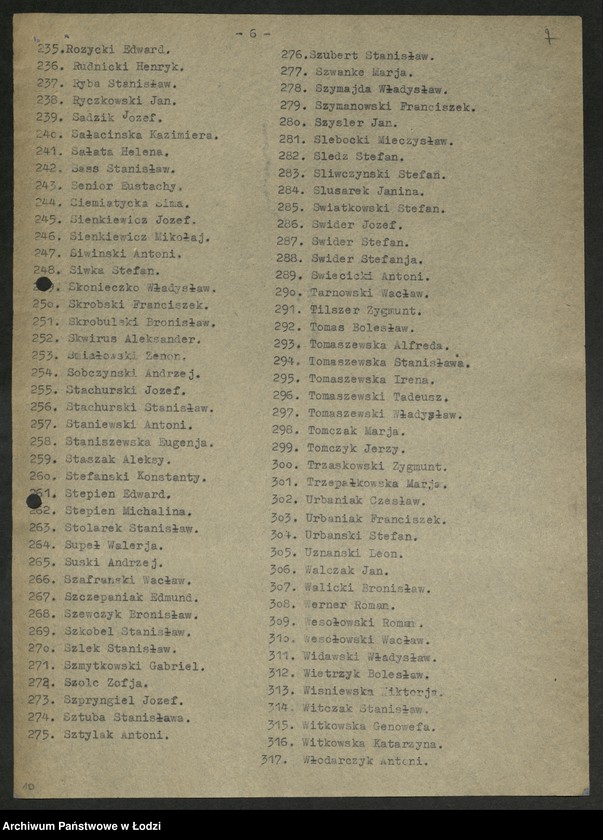 - 6 -
7
235. Rozycki Edward.
236. Rudnicki Henryk.
237. Ryba Stanisław.
238. Ryczkowski Jan.
239. Sadzik Jozef.
240. Sałacinska Kazimiera.
241. Sałata Helena.
242. Sass Stanisław.
243. Senior Eustachy.
244. Siemiatycka Sima.
245. Sienkiewicz Jozef.
246. Sienkiewicz Mikołaj.
247. Siwinski Antoni.
248. Siwka Stefan.
Skonieczko Władysław.
250. Skrobski Franciszek.
251. Skrobulski Bronisław.
252. Skwirus Aleksander.
253. Zenon.
254. Sobczynski Andrzej.
255. Stachurski Jozef.
256. Stachurski Stanisław.
257. Staniewski Antoni.
258. Staniszewska Eugenja.
259. Staszak Aleksy.
260. Stefanski Konstanty.
261. Stepien Edward.
262. Stepien Michalina.
263. Stolarek Stanisław.
264. Supeł Walerja.
265. Suski Andrzej.
266. Szafranski Wacław.
267. Szczepaniak Edmund.
268. Szewczyk Bronisław.
269. Szkobel Stanisław.
270. Szlek Stanisław.
271. Szmytkowski Gabriel.
272. Szolc Zofja.
273. Szpryngiel Jozef.
274. Sztuba Stanisława.
275. Sztylak Antoni.
276. Szubert Stanisław.
277. Szwanke Marja.
278. Szymajda Władysław.
279. Szymanowski Franciszek.
280. Szysler Jan.
281. Slebocki Mieczysław.
282. Sledz Stefan.
283. Sliwczynski Stefan.
284. Slusarek Janina.
285. Swiatkowski Stefan.
286. Swider Jozef.
287. Swider Stefan.
288. Swider Stefanja.
289. Swiecicki Antoni.
290. Tarnowski Wacław.
291. Tilszer Zygmunt.
292. Tomas Bolesław.
293. Tomaszewska Alfreda.
294. Tomaszewska Stanisława.
295. Tomaszewska Irena.
296. Tomaszewski Tadeusz.
297. Tomaszewski Władysław.
298. Tomczak Marja.
299. Tomczyk Jerzy.
300. Trzaskowski Zygmunt.
301. Trzepałkowska Marja.
302. Urbaniak Czesław.
303. Urbaniak Franciszek.
304. Urbanski Stefan.
305. Uznanski Leon.
306. Walczak Jan.
307. Walicki Bronisław.
308. Werner Roman.
309. Wesołowski Roman.
310. Wesołowski Wacław.
311. Widawski Władysław.
312. Wietrzyk Bolesław.
313. Wisniewska Wiktorja.
314. Witczak Stanisław.
315. Witkowska Genowefa.
316. Witkowska Katarzyna.
317. Włodarczyk Antoni.
10
Archiwum Państwowe w Łodzi